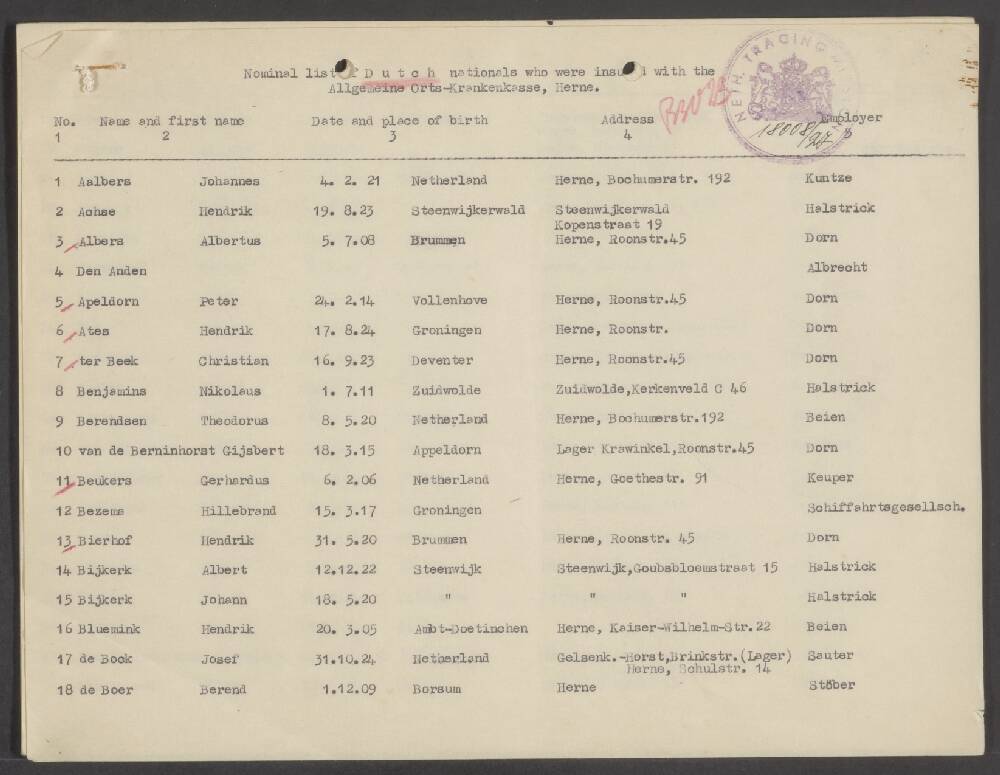 Nominal list D u t c h nationals who were with the
Allgemeine Orts-Krankenkasse, Herne.
NETH. TRACING
18008/27
No. Name and first name Date and place of birth Address Employer
1 2 3 4 5
1 Aalbers Johannes 4. 2. 21 Netherland Herne, Bochumerstr. 192 Kuntze
2 Achse Hendrik 19. 8.23 Steenwijkerwald Steenwijkerwald Halstrick
Kopenstraat 19
3 Albers Albertus 5. 7.08 Brummen Herne, Roonstr.45 Dorn
4 Den Anden Albrecht
5 Apeldorn Peter 24. 2.14 Vollenhove Herne, Roonstr.45 Dorn
6 Ates Hendrik 17. 8.24 Groningen Herne, Roonstr. Dorn
7 ter Beek Christian 16. 9.23 Deventer Herne, Roonstr.45 Dorn
8 Benjamins Nikolaus 1. 7.11 Zuidwolde Zuidwolde,Kerkenveld C 46 Halstrick
9 Berendsen Theodorus 8. 5.20 Netherland Herne, Bochumerstr.192 Beien
10 van de Berninhorst Gijsbert 18. 3.15 Appeldorn Lager Krawinkel,Roonstr.45 Dorn
11 Beukers Gerhardus 6. 2.06 Netherland Herne, Goethestr. 91 Keuper
12 Bezema Hillebrand 15. 3.17 Groningen Schiffahrtsgesellsch.
13 Bierhof Hendrik 31. 5.20 Brummen Herne, Roonstr. 45 Dorn
14 Bijkerk Albert 12.12.22 Steenwijk Steenwijk,Goubsbloemstraat 15 Halstrick
15 Bijkerk Johann 18. 5.20 " " " Halstrick
16 Bluemink Hendrik 20. 3.05 Ambt-Doetinchen Herne, Kaiser-Wilhelm-Str.22 Beien
17 de Bock Josef 31.10.24 Netherland Gelsenk.-Horst,Brinkstr.(Lager) Sauter
Herne, Schulstr. 14
18 de Boer Berend 1.12.09 Borsum Herne Stöber